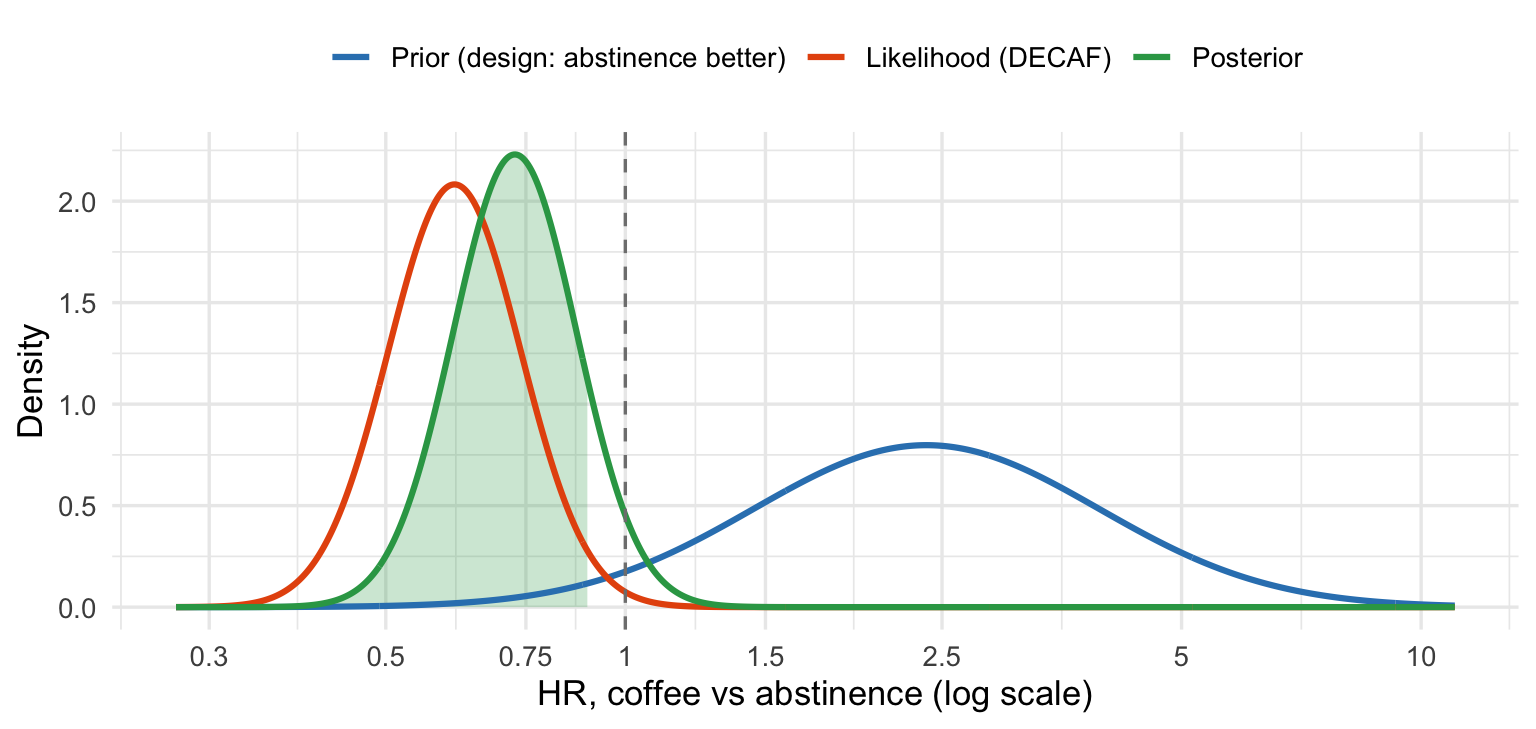 Prior (design: abstinence better) Likelihood (DECAF) Posterior
Density
2.0
1.5
1.0
0.5
0.0
0.3 0.5 0.75 1 1.5 2.5 5 10
HR, coffee vs abstinence (log scale)